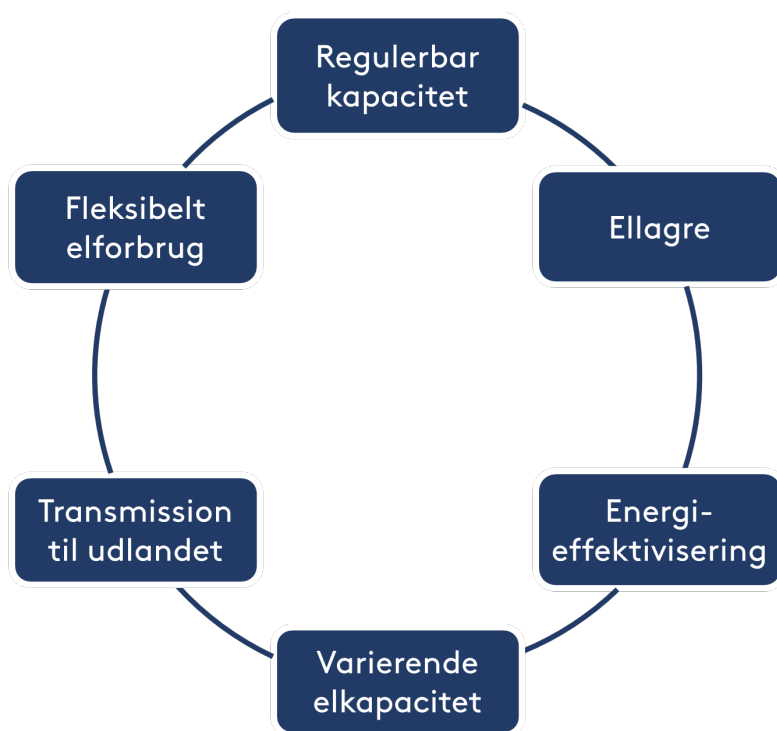 Regulerbar
kapacitet
Fleksibelt
elforbrug
Ellagre
Transmission
til udlandet
Energi-
effektivisering
Varierende
elkapacitet